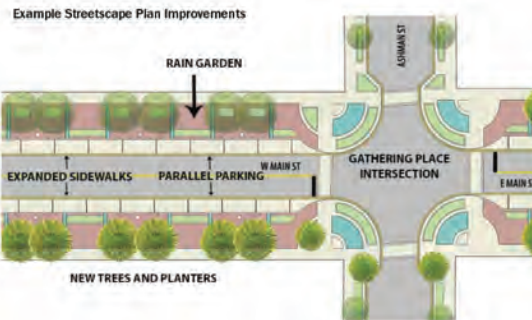 Example Streetscape Plan Improvements
RAIN GARDEN
ASHMAN ST
W MAIN ST
GATHERING PLACE
INTERSECTION
EXPANDED SIDEWALKS
PARALLEL PARKING
E MAIN S
NEW TREES AND PLANTERS